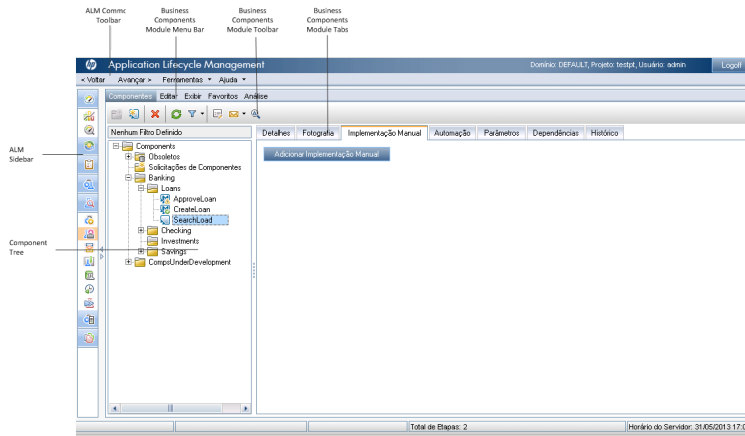 ALM Commc
Toolbar
Business
Components
Module Menu Bar
Business
Components
Module Toolbar
Business
Components
Module Tabs
hp
Application Lifecycle Management
Domínio: DEFAULT, Projeto: testpt, Usuário: admin
Logoff
< Voltar Avançar > Ferramentas Ajuda
Componentes Editar Exibir Favoritos Análise
Nenhum Filtro Definido
Detalhes Fotografia Implementação Manual Automação Parâmetros Dependências Histórico
Adicionar Implementação Manual
Components
Obsoletos
Solicitações de Componentes
Banking
Loans
ApproveLoan
CreateLoan
SearchLoad
Checking
Investments
Savings
CompsUnderDevelopment
ALM
Sidebar
Component
Tree
Total de Etapas: 2
Horário do Servidor: 31/05/2013 17:0